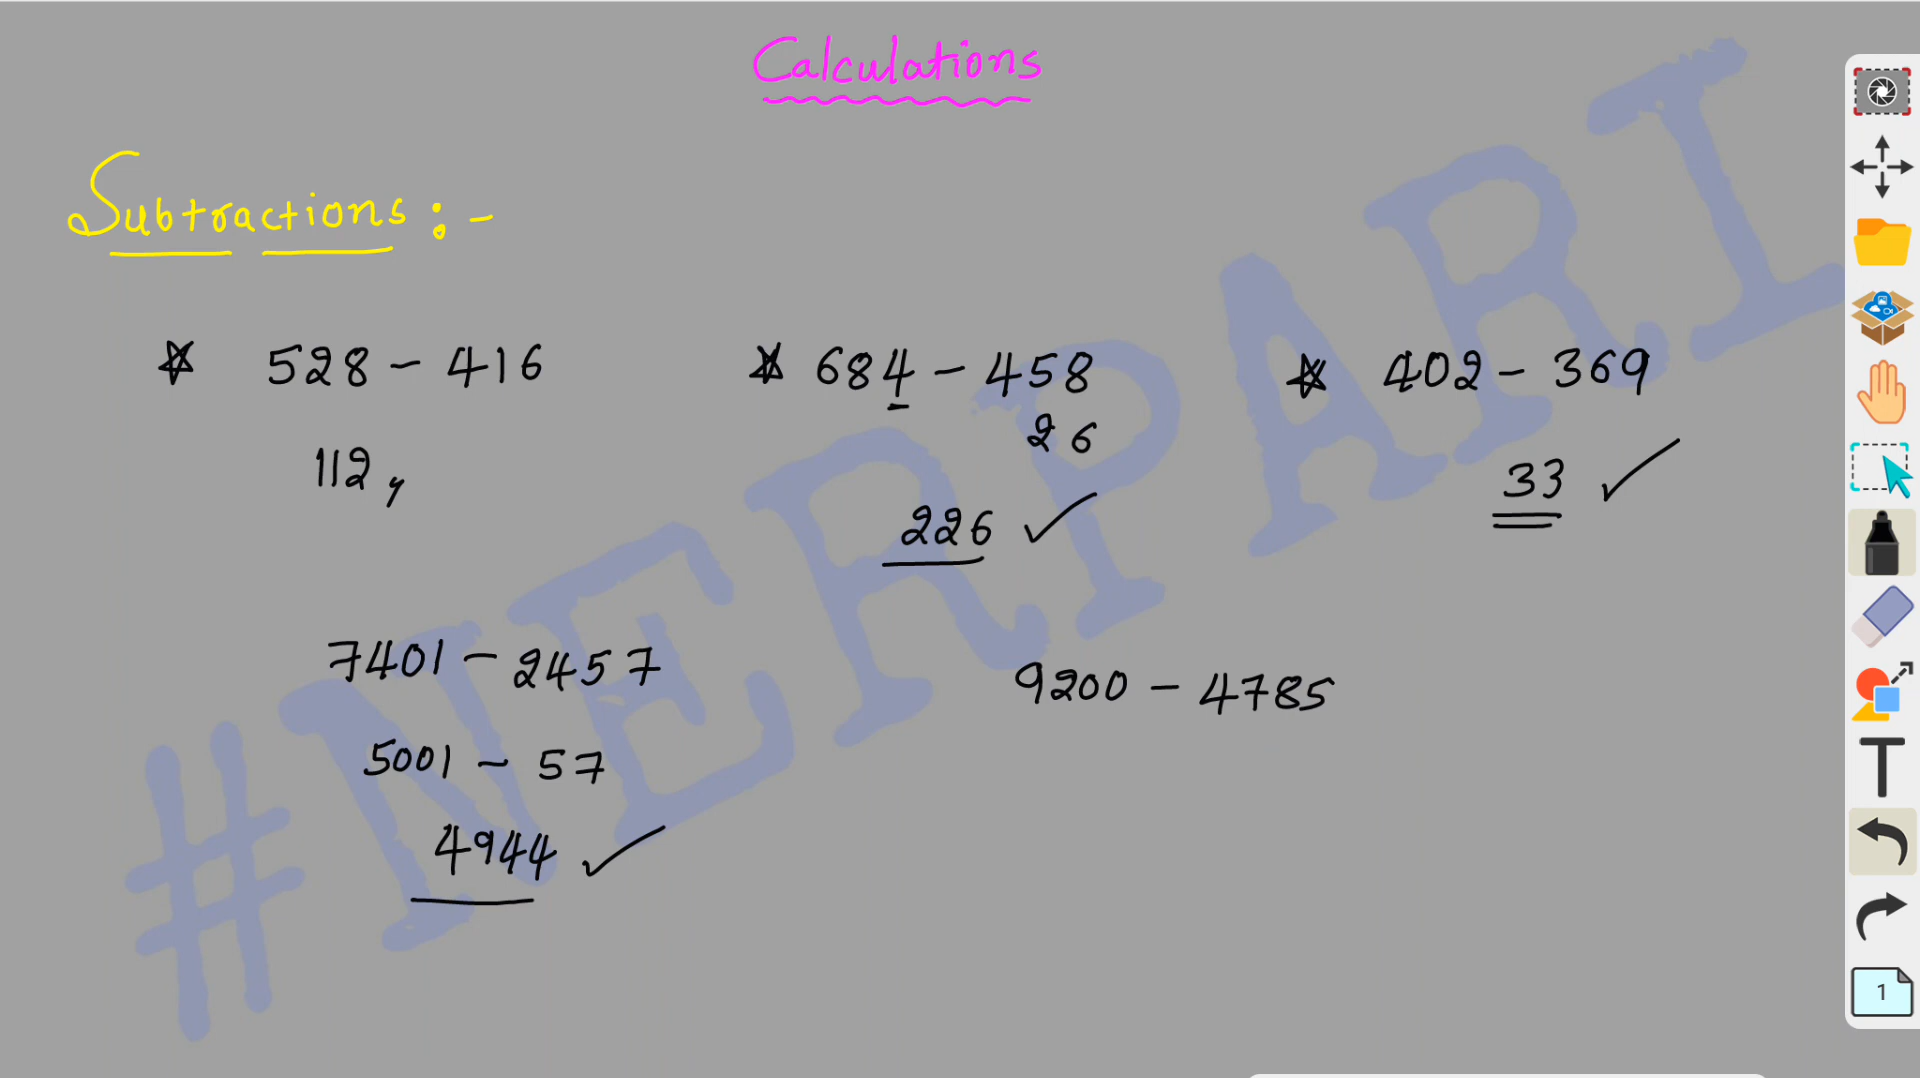 Calculations
Subtractions :-
☆ 528 - 416
112,
☆ 684 - 458
26
226 ✓
☆ 402 - 369
33 ✓
7401 - 2457
5001 - 57
4944 ✓
9200 - 4785
#NERPARI
T
1